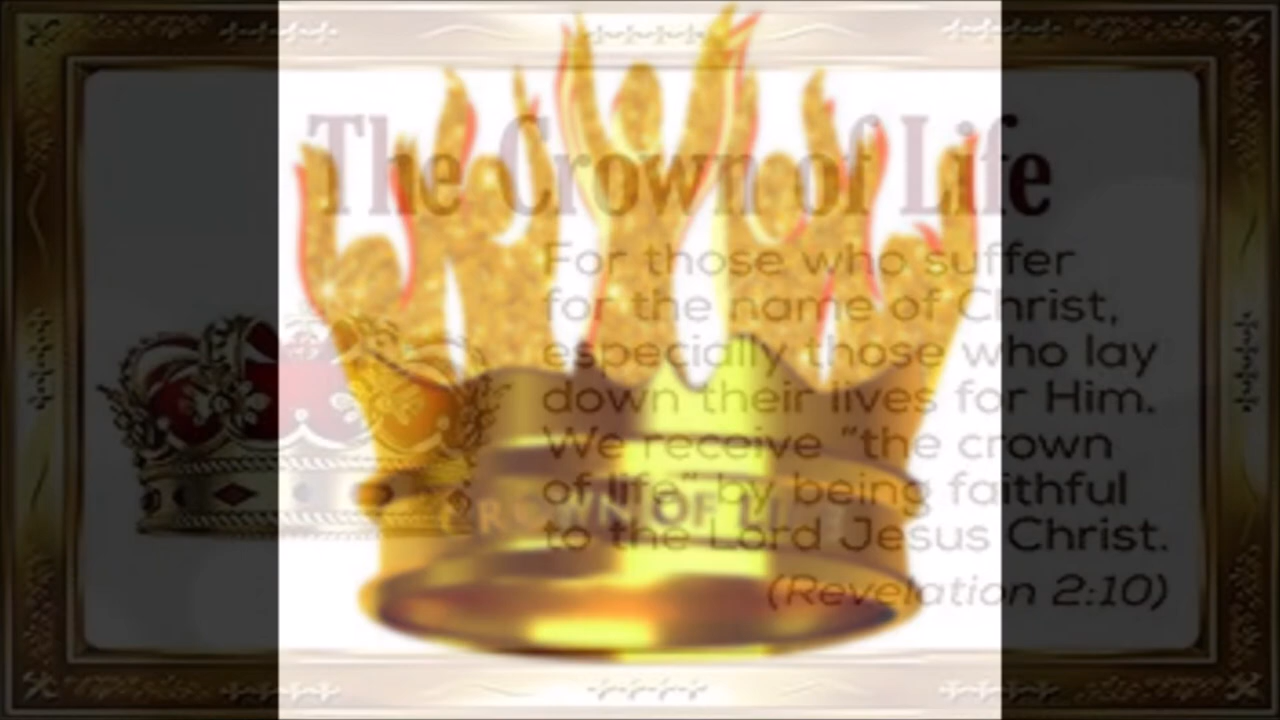 The Crown of Life
For those who suffer
for the name of Christ,
especially those who lay
down their lives for Him.
We receive “the crown
of life” by being faithful
to the Lord Jesus Christ.
(Revelation 2:10)
CROWN OF LIFE